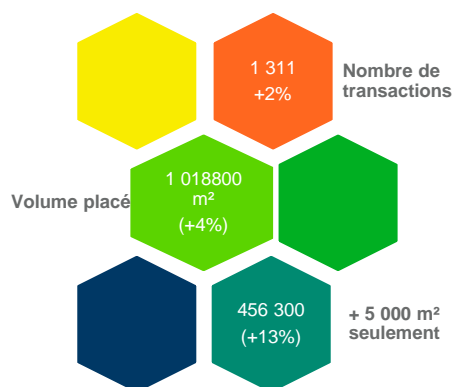 1 311
+2%
Nombre de
transactions
Volume placé
1 018800
m²
(+4%)
456 300
(+13%)
+ 5 000 m²
seulement